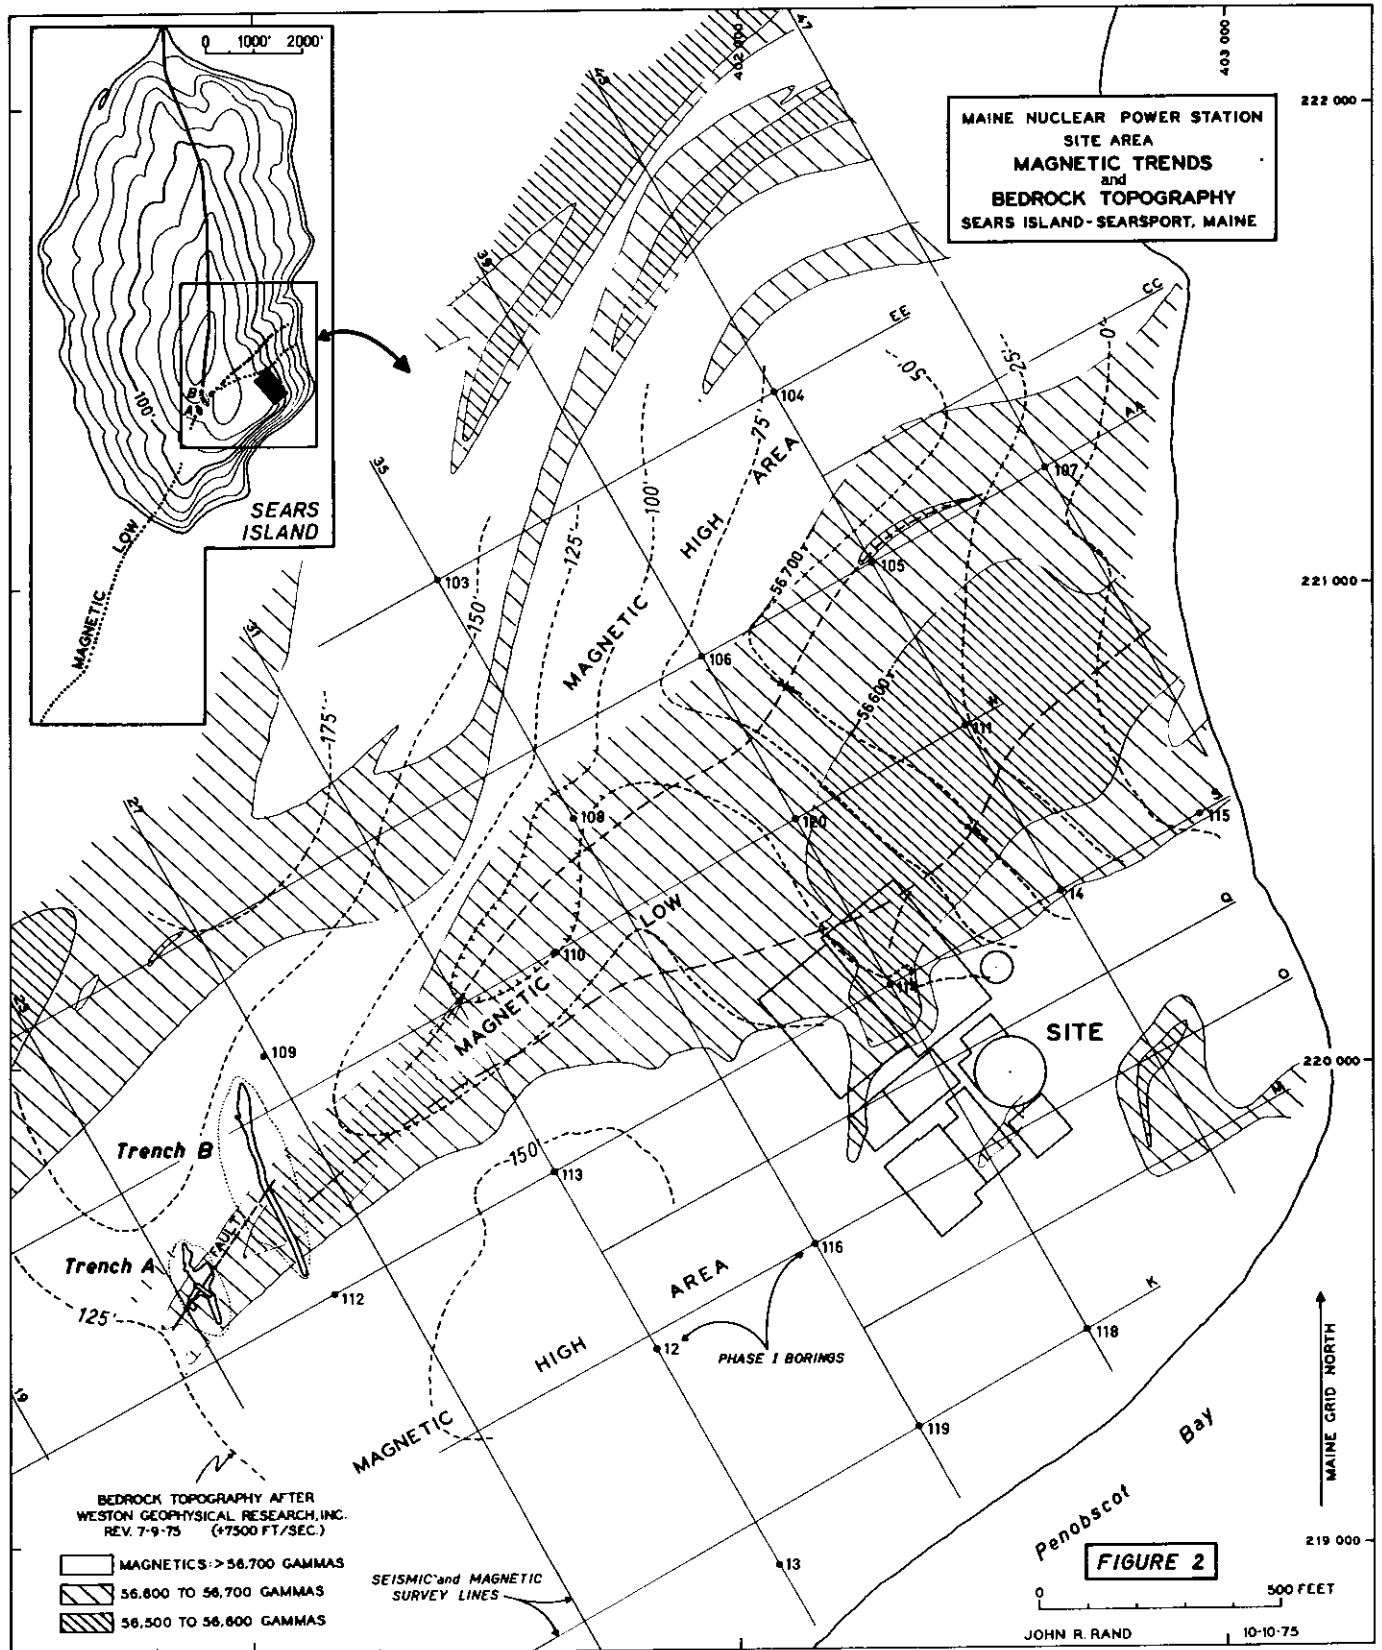 0 1000' 2000'
100'
B
A
SEARS
ISLAND
LOW
MAGNETIC
47
402 000
403 000
222 000
MAINE NUCLEAR POWER STATION
SITE AREA
MAGNETIC TRENDS
and
BEDROCK TOPOGRAPHY
SEARS ISLAND-SEARSPORT, MAINE
43
39
CC
EE
0'
25'
50'
104
75'
AREA
AA
107
35
100'
HIGH
125'
56 700
105
221 000
103
150'
MAGNETIC
31
106
56 600
175'
W
111
27
108
120
S
115
14
LOW
Q
110
MAGNETIC
O
23
SITE
109
220 000
M
Trench B
150'
113
FAULT
Trench A
116
AREA
K
125'
112
12
118
PHASE I BORINGS
HIGH
19
MAGNETIC
119
MAINE GRID NORTH
Penobscot
Bay
BEDROCK TOPOGRAPHY AFTER
WESTON GEOPHYSICAL RESEARCH, INC.
REV. 7-9-75 (+7500 FT/SEC.)
219 000
MAGNETICS: > 56,700 GAMMAS
56,600 TO 56,700 GAMMAS
56,500 TO 56,600 GAMMAS
SEISMIC and MAGNETIC
SURVEY LINES
13
FIGURE 2
0 500 FEET
JOHN R. RAND 10-10-75